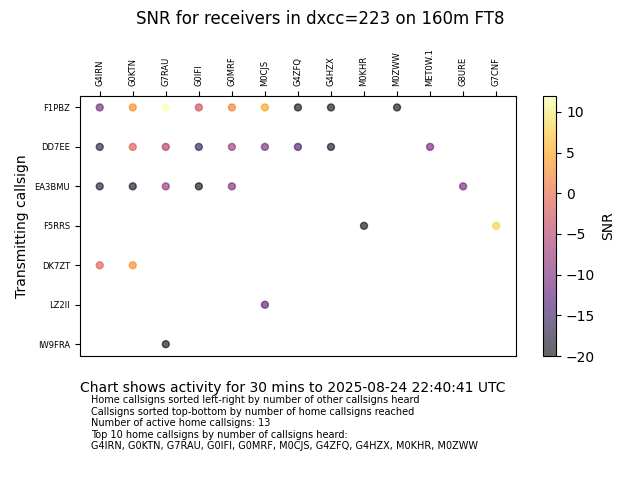 SNR for receivers in dxcc=223 on 160m FT8
G4IRN G0KTN G7RAU G0IFI G0MRF M0CJS G4ZFQ G4HZX M0KHR M0ZWW MET0W.1 G8URE G7CNF
Transmitting callsign
F1PBZ
DD7EE
EA3BMU
F5RRS
DK7ZT
LZ2II
IW9FRA
10
5
0
−5
−10
−15
−20
SNR
Chart shows activity for 30 mins to 2025-08-24 22:40:41 UTC
Home callsigns sorted left-right by number of other callsigns heard
Callsigns sorted top-bottom by number of home callsigns reached
Number of active home callsigns: 13
Top 10 home callsigns by number of callsigns heard:
G4IRN, G0KTN, G7RAU, G0IFI, G0MRF, M0CJS, G4ZFQ, G4HZX, M0KHR, M0ZWW